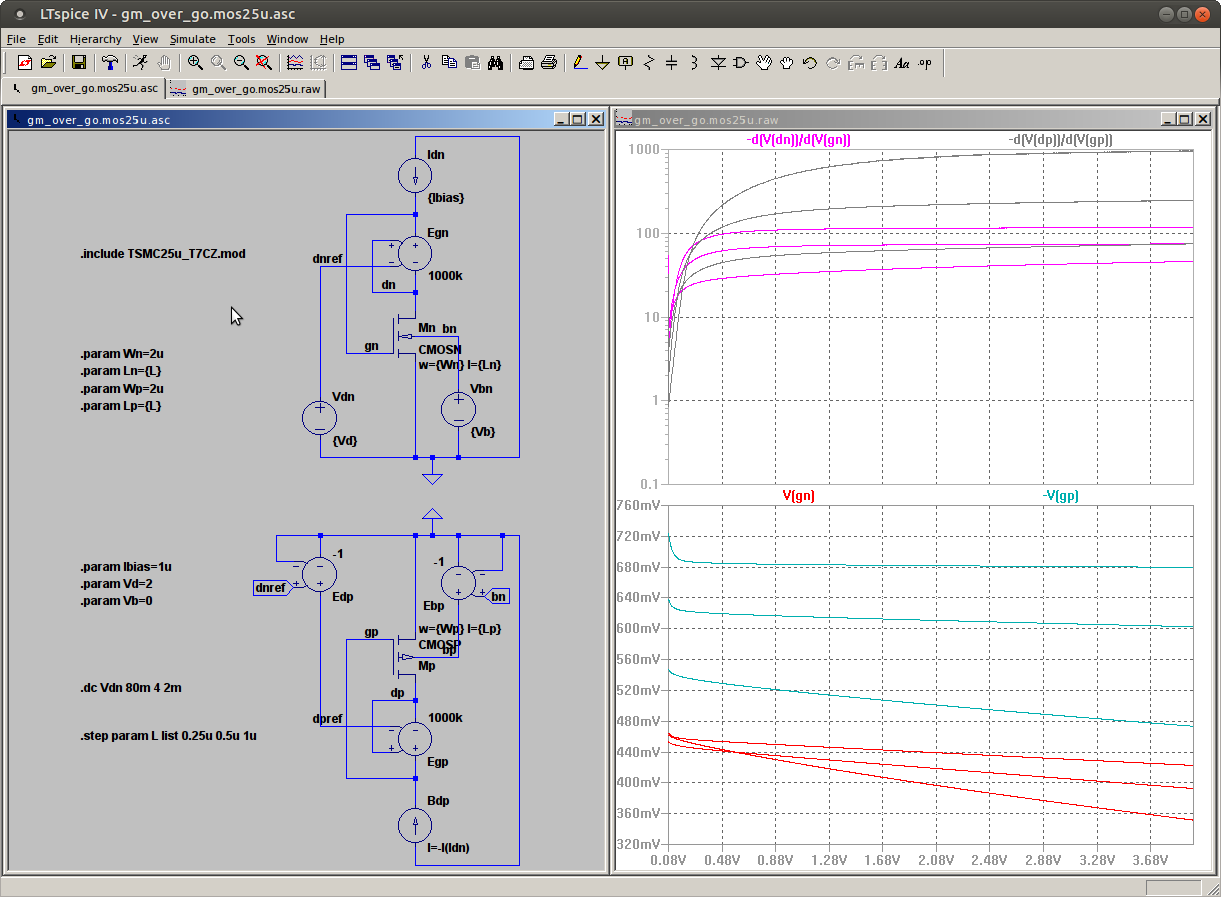 LTspice IV - gm_over_go.mos25u.asc
File Edit Hierarchy View Simulate Tools Window Help
gm_over_go.mos25u.asc gm_over_go.mos25u.raw
gm_over_go.mos25u.asc
Idn
{Ibias}
.include TSMC25u_T7CZ.mod
Egn
dnref
1000k
dn
Mn bn
gn
CMOSN
w={Wn} l={Ln}
.param Wn=2u
.param Ln={L}
.param Wp=2u
.param Lp={L}
Vdn
{Vd}
Vbn
{Vb}
.param Ibias=1u
.param Vd=2
.param Vb=0
-1
dnref
Edp
-1
bn
Ebp
w={Wp} l={Lp}
gp
CMOSP
bp
Mp
dp
.dc Vdn 80m 4 2m
dpref
1000k
.step param L list 0.25u 0.5u 1u
Egp
Bdp
I=-I(Idn)
gm_over_go.mos25u.raw
-d(V(dn))/d(V(gn)) -d(V(dp))/d(V(gp))
1000
100
10
1
0.1
V(gn) -V(gp)
760mV
720mV
680mV
640mV
600mV
560mV
520mV
480mV
440mV
400mV
360mV
320mV
0.08V 0.48V 0.88V 1.28V 1.68V 2.08V 2.48V 2.88V 3.28V 3.68V